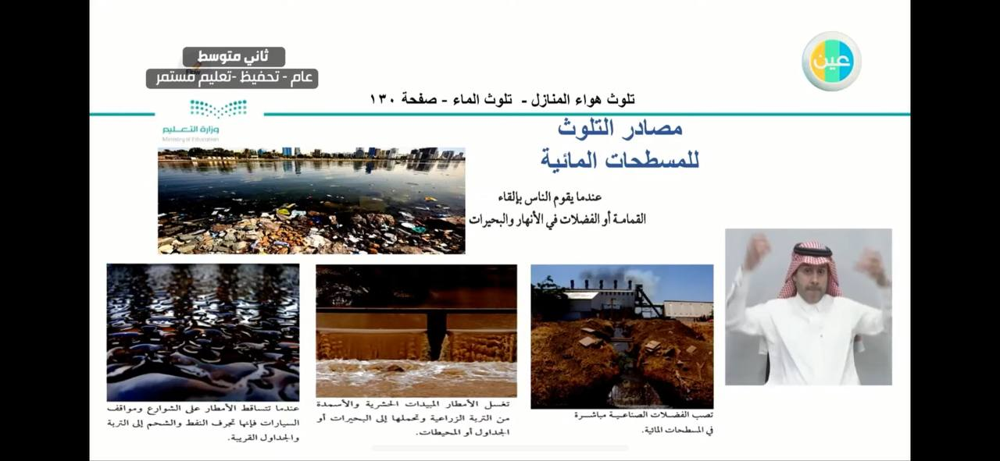 ثاني متوسط
عام - تحفيظ -تعليم مستمر
عين
تلوث هواء المنازل - تلوث الماء - صفحة ١٣٠
وزارة التعليم
Ministry of Education
مصادر التلوث
للمسطحات المائية
عندما يقوم الناس بإلقاء
القمامة أو الفضلات في الأنهار والبحيرات
تصب الفضلات الصناعية مباشرة
في المسطحات المائية.
تغسل الأمطار المبيدات الحشرية والأسمدة
من التربة الزراعية وتحملها إلى البحيرات أو
الجداول أو المحيطات.
عندما تتساقط الأمطار على الشوارع ومواقف
السيارات فإنها تجرف النفط والشحم إلى التربة
والجداول القريبة.